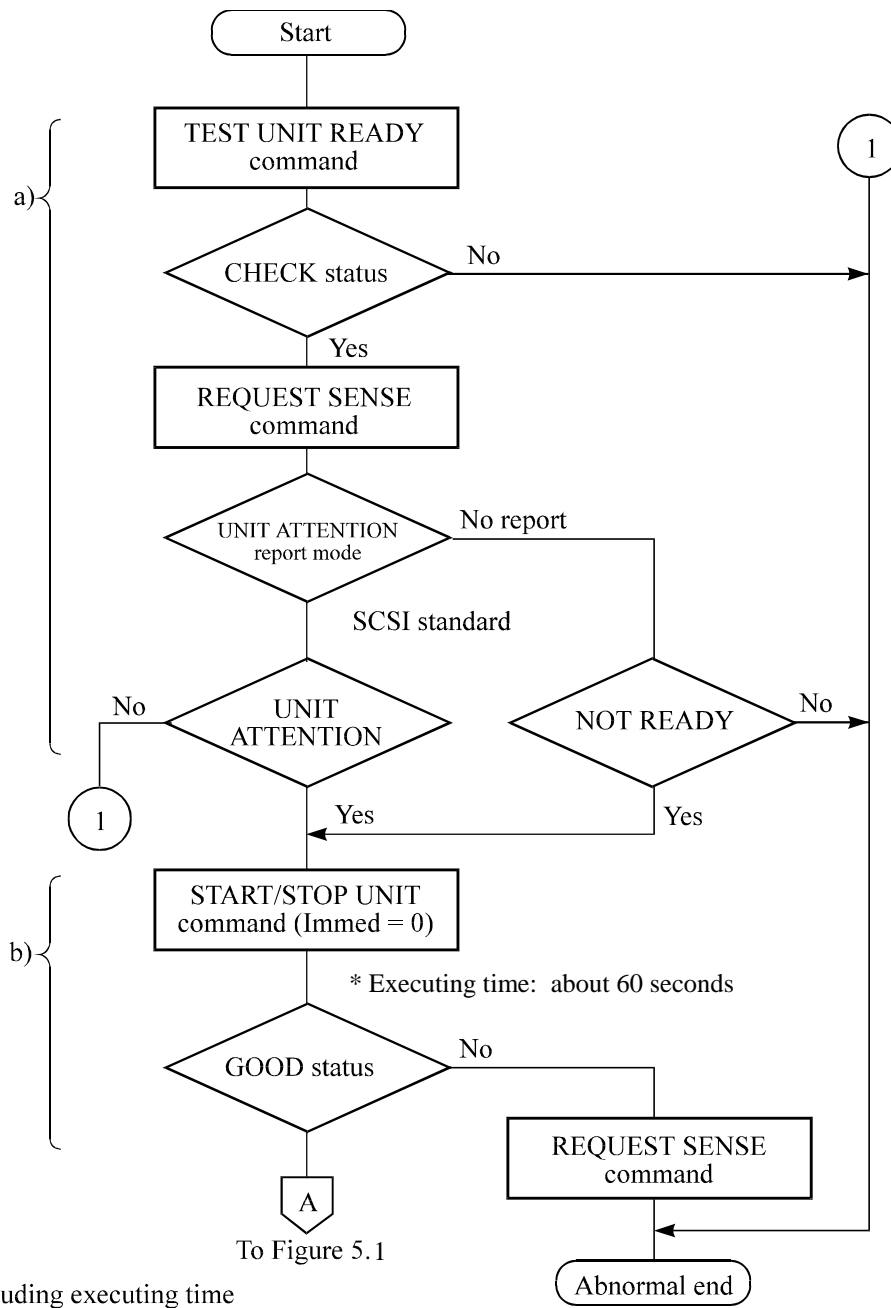 Start
TEST UNIT READY
command
1
a)
No
CHECK status
Yes
REQUEST SENSE
command
UNIT ATTENTION
report mode
No report
SCSI standard
No
UNIT
ATTENTION
NOT READY
No
1
Yes
Yes
START/STOP UNIT
command (Immed = 0)
b)
* Executing time: about 60 seconds
GOOD status
No
REQUEST SENSE
command
A
To Figure 5.1
Abnormal end
uding executing time